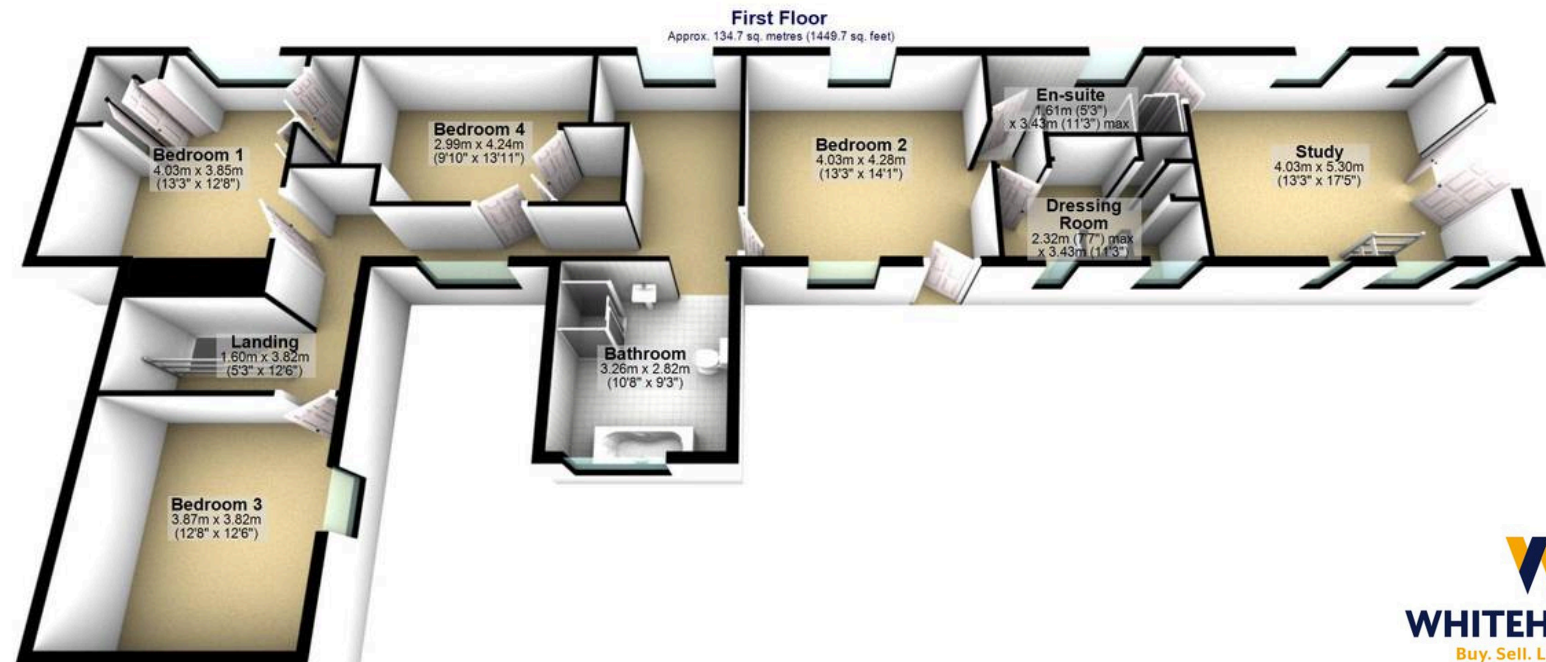 First Floor
Approx. 134.7 sq. metres (1449.7 sq. feet)
Bedroom 1
4.03m x 3.85m
(13'3" x 12'8")
Bedroom 4
2.99m x 4.24m
(9'10" x 13'11")
Bedroom 2
4.03m x 4.28m
(13'3" x 14'1")
En-suite
1.61m (5'3")
x 3.43m (11'3") max
Dressing
Room
2.32m (7'7") max
x 3.43m (11'3")
Study
4.03m x 5.30m
(13'3" x 17'5")
Landing
1.60m x 3.82m
(5'3" x 12'6")
Bathroom
3.26m x 2.82m
(10'8" x 9'3")
Bedroom 3
3.87m x 3.82m
(12'8" x 12'6")
WHITEH
Buy. Sell. L